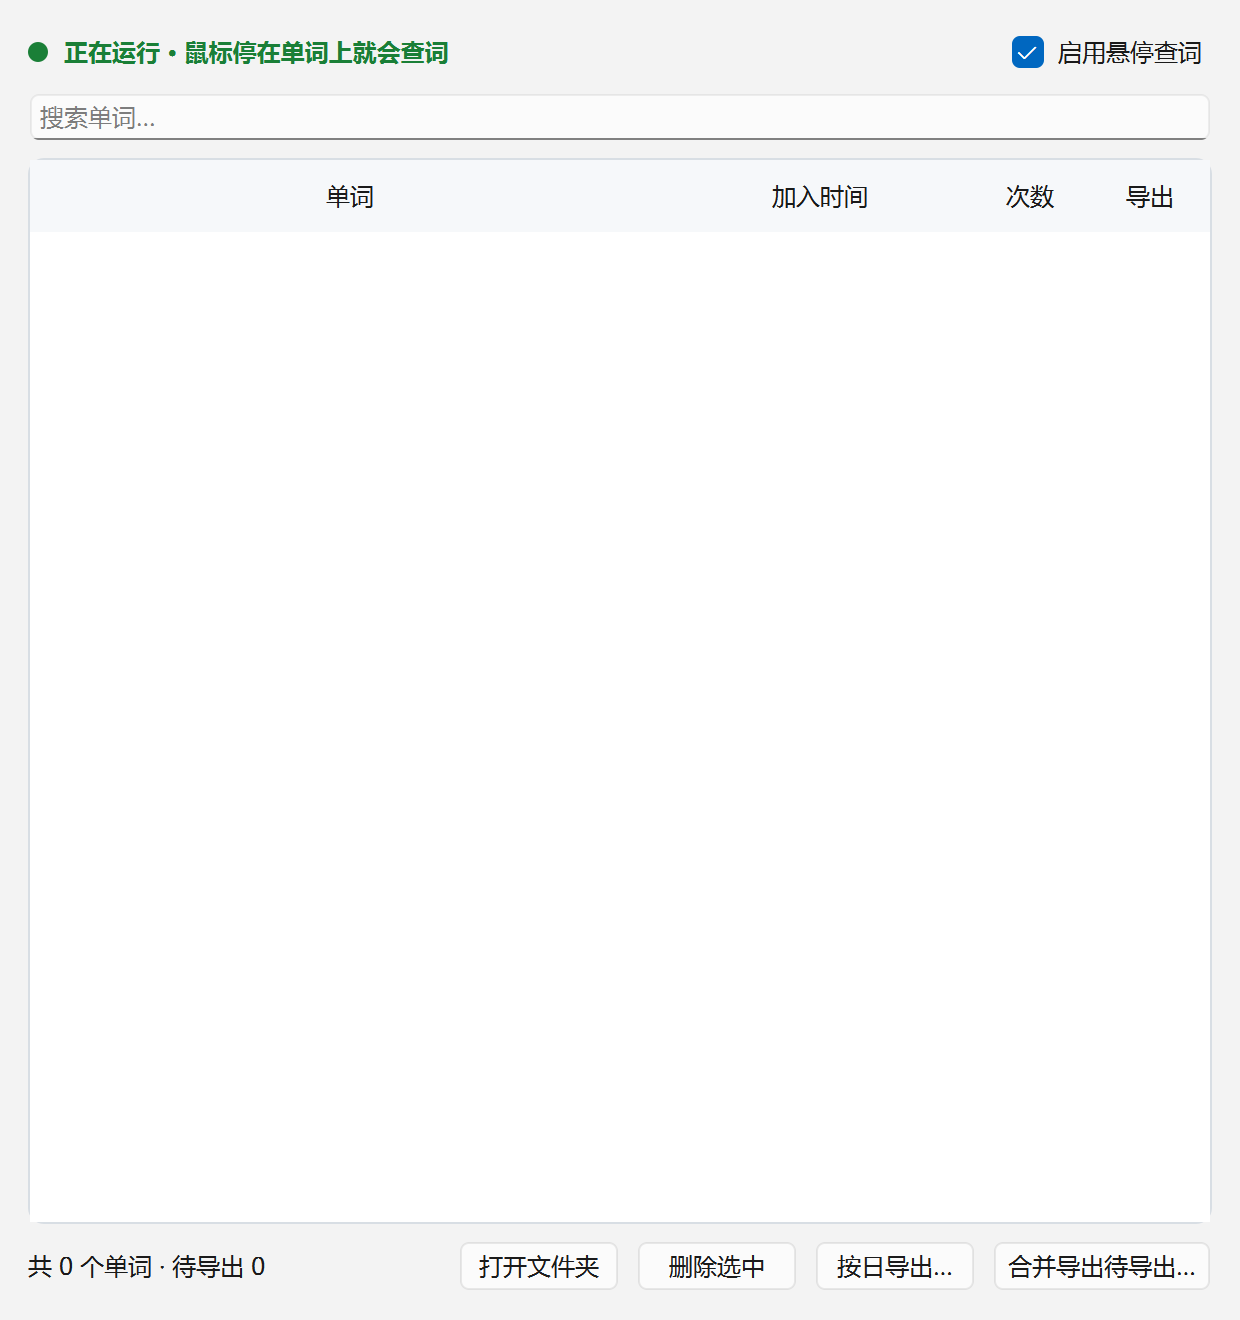 正在运行 · 鼠标停在单词上就会查词
启用悬停查词
搜索单词...
单词 加入时间 次数 导出
共 0 个单词 · 待导出 0
打开文件夹 删除选中 按日导出... 合并导出待导出...